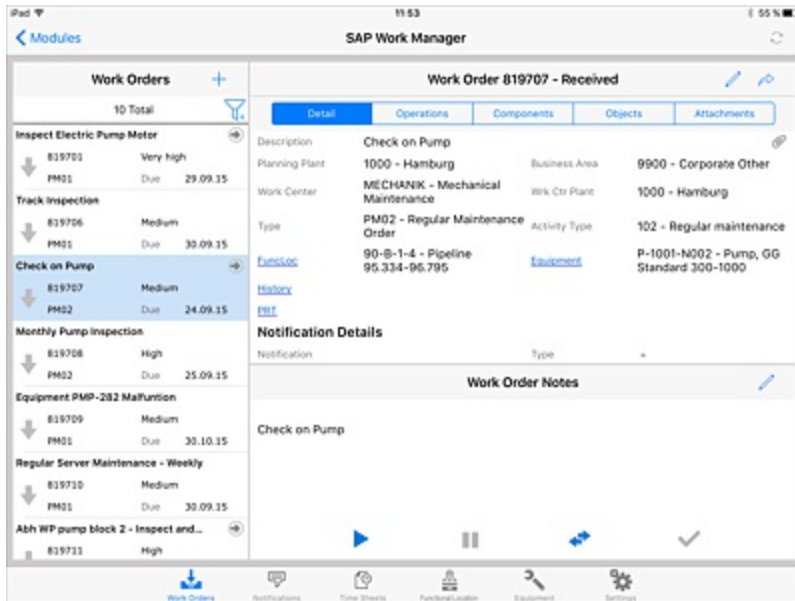 iPad 11:53 55 %
Modules SAP Work Manager
Work Orders +
10 Total
Inspect Electric Pump Motor
819701 Very high
PM01 Due 29.09.15
Track Inspection
819706 Medium
PM01 Due 30.09.15
Check on Pump
819707 Medium
PM02 Due 24.09.15
Monthly Pump Inspection
819708 High
PM02 Due 25.09.15
Equipment PMP-282 Malfuntion
819709 Medium
PM01 Due 30.10.15
Regular Server Maintenance - Weekly
819710 Medium
PM01 Due 30.09.15
Abh WP pump block 2 - Inspect and...
819711 High
Work Order 819707 - Received
Detail Operations Components Objects Attachments
Description Check on Pump
Planning Plant 1000 - Hamburg Business Area 9900 - Corporate Other
Work Center MECHANIK - Mechanical Maintenance Wrk Ctr Plant 1000 - Hamburg
Type PM02 - Regular Maintenance Order Activity Type 102 - Regular maintenance
FuncLoc 90-B-1-4 - Pipeline 95.334-96.795 Equipment P-1001-N002 - Pump, GG Standard 300-1000
History
PRT
Notification Details
Notification Type -
Work Order Notes
Check on Pump
Work Orders Notifications Time Sheets Functional Location Equipment Settings